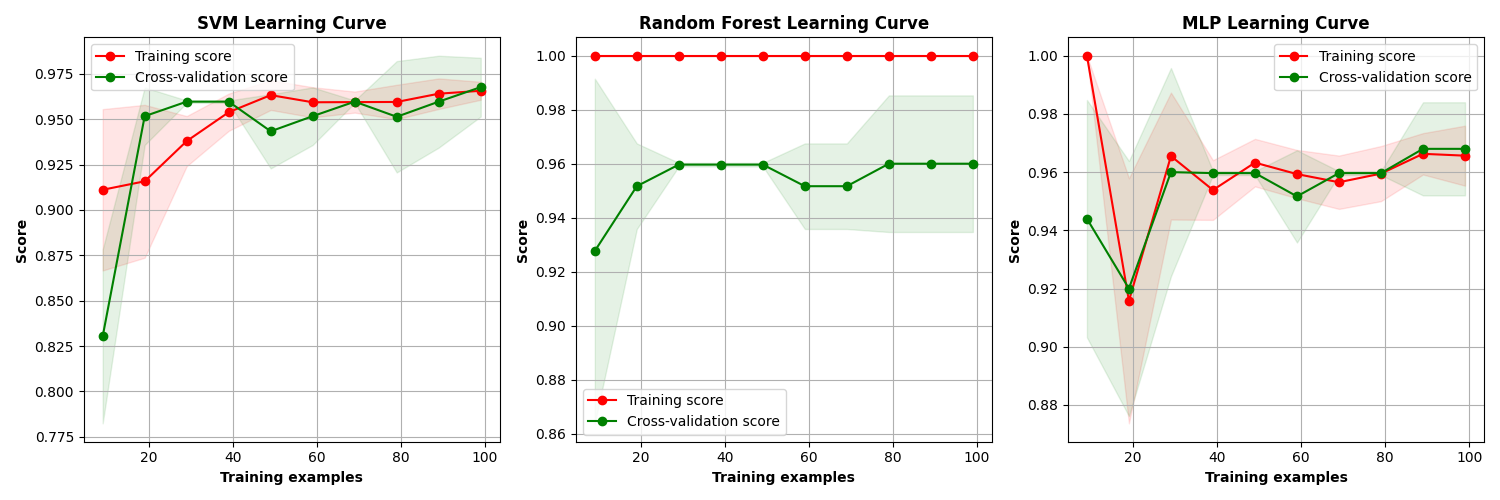 SVM Learning Curve
Training score
Cross-validation score
0.975
0.950
0.925
0.900
0.875
0.850
0.825
0.800
0.775
Score
20 40 60 80 100
Training examples
Random Forest Learning Curve
1.00
0.98
0.96
0.94
0.92
0.90
0.88
0.86
Score
Training score
Cross-validation score
20 40 60 80 100
Training examples
MLP Learning Curve
Training score
Cross-validation score
1.00
0.98
0.96
0.94
0.92
0.90
0.88
Score
20 40 60 80 100
Training examples